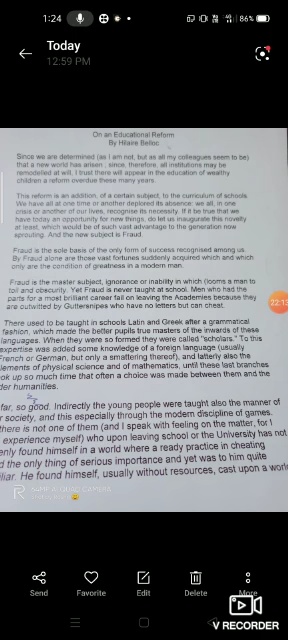 1:24
86%
Today
12:59 PM
On an Educational Reform
By Hilaire Belloc
Since we are determined (as I am not, but as all my colleagues seem to be)
that a new world has arisen ; since, therefore, all institutions may be
remodelled at will, I trust there will appear in the education of wealthy
children a reform overdue these many years.
This reform is an addition, of a certain subject, to the curriculum of schools.
We have all at one time or another deplored its absence: we all, in one
crisis or another of our lives, recognise its necessity. If it be true that we
have today an opportunity for new things, do let us inaugurate this novelty
at least, which would be of such vast advantage to the generation now
sprouting. And the new subject is Fraud.
Fraud is the sole basis of the only form of success recognised among us.
By Fraud alone are those vast fortunes suddenly acquired which and which
only are the condition of greatness in a modern man.
Fraud is the master subject, ignorance or inability in which (dooms a man to
toil and obscurity. Yet Fraud is never taught at school. Men who had the
parts for a most brilliant career fail on leaving the Academies because they
are outwitted by Guttersnipes who have no letters but can cheat.
22:13
There used to be taught in schools Latin and Greek after a grammatical
fashion, which made the better pupils true masters of the inwards of these
languages. When they were so formed they were called "scholars." To this
expertise was added some knowledge of a foreign language (usually
French or German, but only a smattering thereof), and latterly also the
elements of physical science and of mathematics, until these last branches
ook up so much time that often a choice was made between them and the
der humanities.
far, so good. Indirectly the young people were taught also the manner of
r society, and this especially through the modern discipline of games.
there is not one of them (and I speak with feeling on the matter, for I
experience myself) who upon leaving school or the University has not
enly found himself in a world where a ready practice in cheating
d the only thing of serious importance and yet was to him quite
iliar. He found himself, usually without resources, cast upon a world
Send
Favorite
Edit
Delete
More
V RECORDER